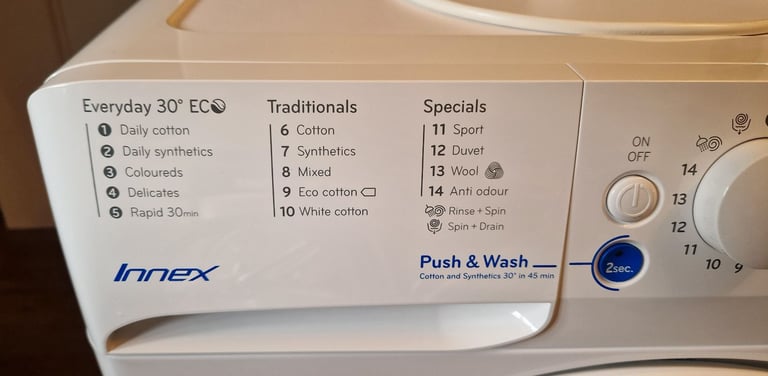 Everyday 30° ECO
1 Daily cotton
2 Daily synthetics
3 Coloureds
4 Delicates
5 Rapid 30min
Traditionals
6 Cotton
7 Synthetics
8 Mixed
9 Eco cotton
10 White cotton
Specials
11 Sport
12 Duvet
13 Wool
14 Anti odour
Rinse + Spin
Spin + Drain
Innex
Push & Wash
Cotton and Synthetics 30° in 45 min
ON
OFF
2sec.
14
13
12
11
10
9